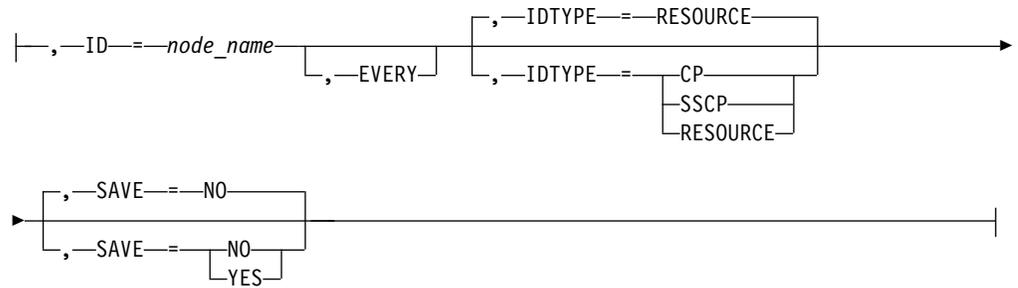 , IDTYPE = RESOURCE
, ID = node_name
, EVERY
, IDTYPE = CP
SSCP
RESOURCE
, SAVE = NO
, SAVE = NO
YES